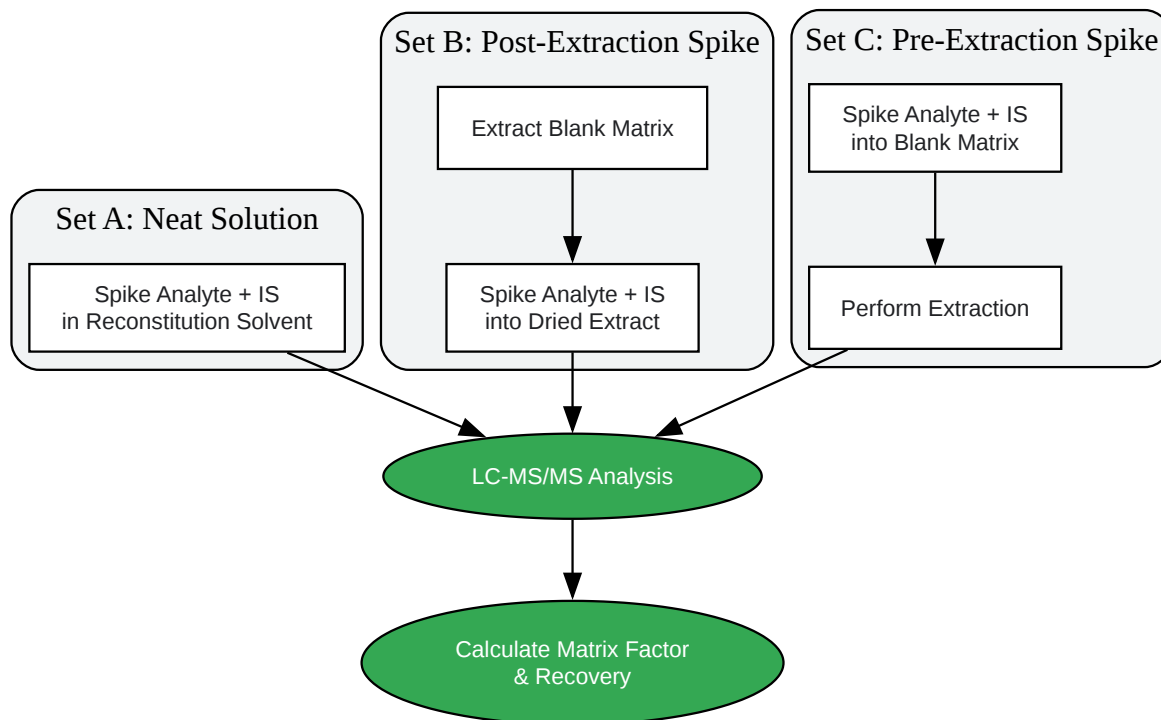 Set A: Neat Solution
Spike Analyte + IS
in Reconstitution Solvent
Set B: Post-Extraction Spike
Extract Blank Matrix
Spike Analyte + IS
into Dried Extract
Set C: Pre-Extraction Spike
Spike Analyte + IS
into Blank Matrix
Perform Extraction
LC-MS/MS Analysis
Calculate Matrix Factor
& Recovery